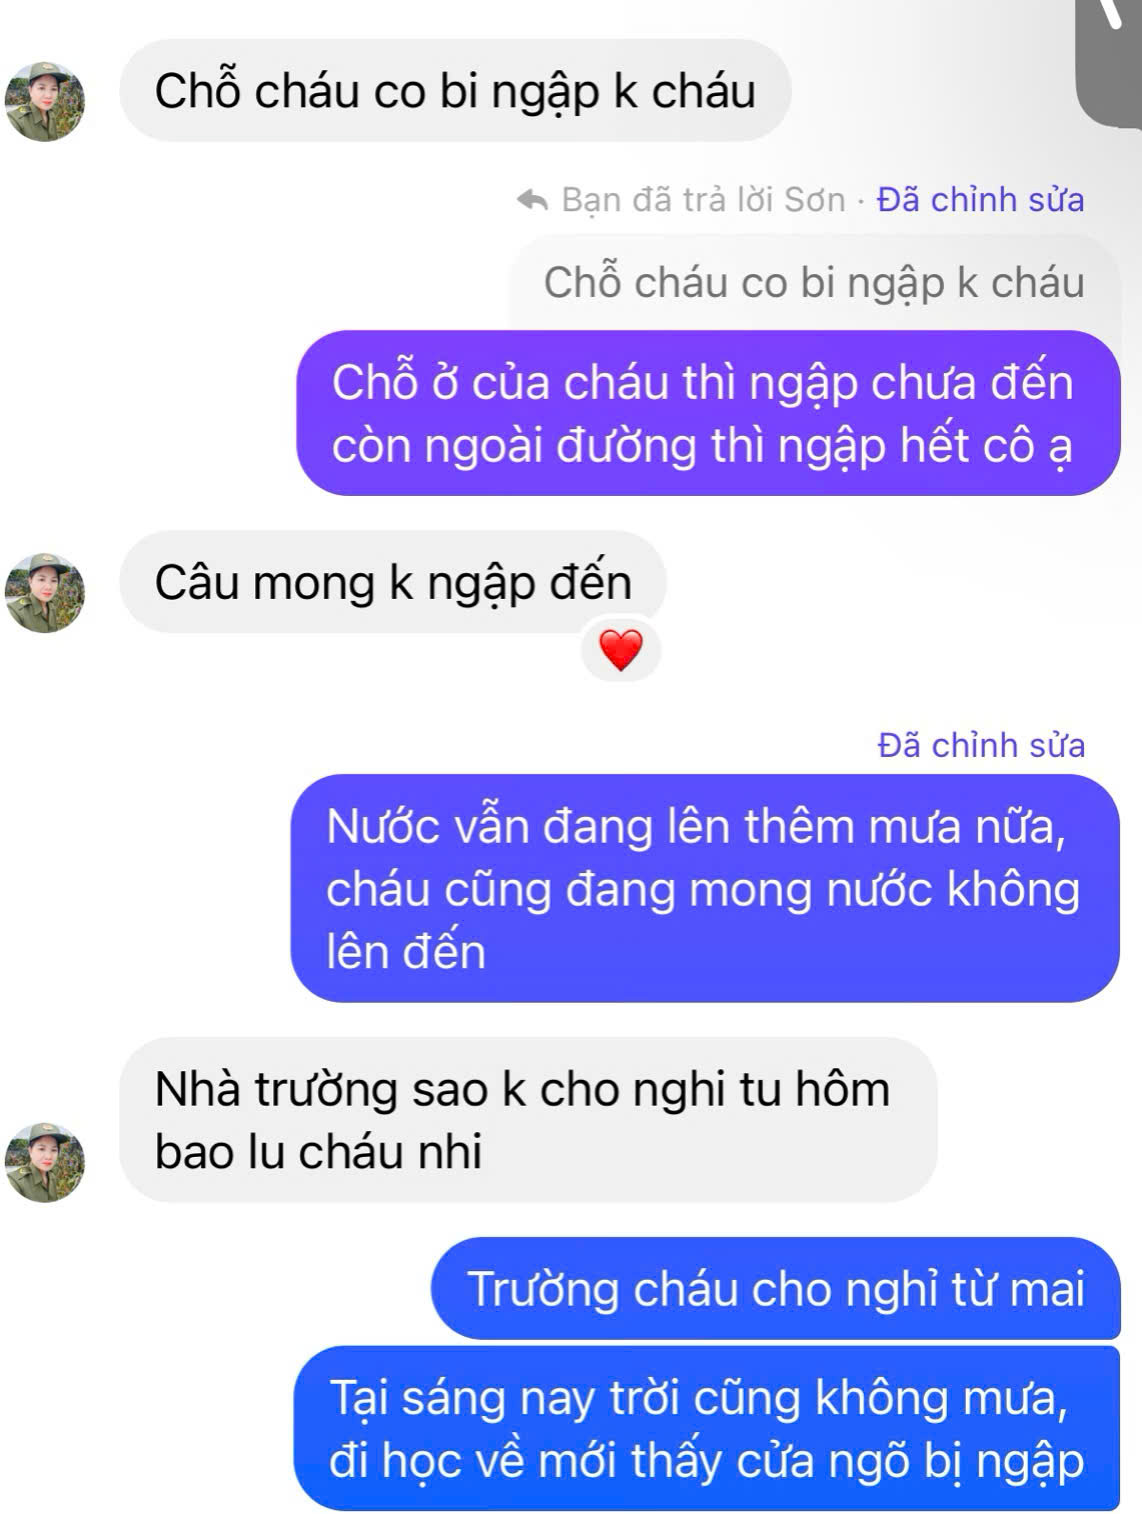 Chỗ cháu co bi ngập k cháu
Bạn đã trả lời Sơn · Đã chỉnh sửa
Chỗ cháu co bi ngập k cháu
Chỗ ở của cháu thì ngập chưa đến
còn ngoài đường thì ngập hết cô ạ
Câu mong k ngập đến
Đã chỉnh sửa
Nước vẫn đang lên thêm mưa nữa,
cháu cũng đang mong nước không
lên đến
Nhà trường sao k cho nghi tu hôm
bao lu cháu nhi
Trường cháu cho nghỉ từ mai
Tại sáng nay trời cũng không mưa,
đi học về mới thấy cửa ngõ bị ngập